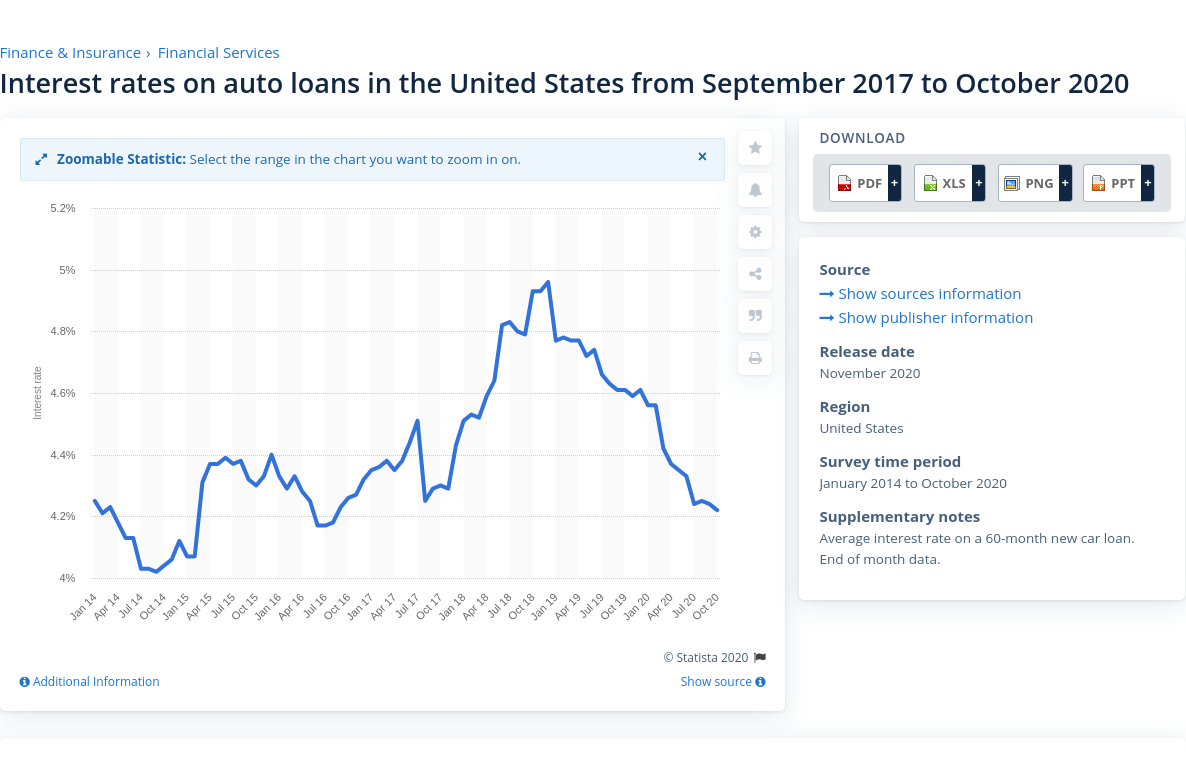 Finance & Insurance › Financial Services
Interest rates on auto loans in the United States from September 2017 to October 2020
Zoomable Statistic: Select the range in the chart you want to zoom in on. ×
5.2%
5%
4.8%
4.6%
4.4%
4.2%
4%
Interest rate
Jan 14
Apr 14
Jul 14
Oct 14
Jan 15
Apr 15
Jul 15
Oct 15
Jan 16
Apr 16
Jul 16
Oct 16
Jan 17
Apr 17
Jul 17
Oct 17
Jan 18
Apr 18
Jul 18
Oct 18
Jan 19
Apr 19
Jul 19
Oct 19
Jan 20
Apr 20
Jul 20
Oct 20
© Statista 2020
Additional Information
Show source
DOWNLOAD
PDF + XLS + PNG + PPT +
Source
Show sources information
Show publisher information
Release date
November 2020
Region
United States
Survey time period
January 2014 to October 2020
Supplementary notes
Average interest rate on a 60-month new car loan.
End of month data.